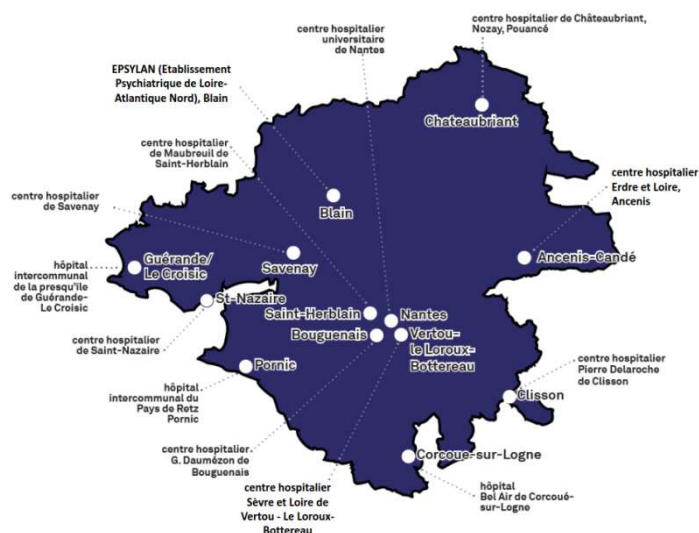 centre hospitalier
universitaire
de Nantes
centre hospitalier de Châteaubriant,
Nozay, Pouancé
EPSYLAN (Etablissement
Psychiatrique de Loire-
Atlantique Nord), Blain
Chateaubriant
centre hospitalier
de Maubreuil de
Saint-Herblain
centre hospitalier
Erdre et Loire,
Ancenis
centre hospitalier
de Savenay
Blain
hôpital
intercommunal
de la presqu'île
de Guérande-
Le Croisic
Guérande/
Le Croisic
Savenay
Ancenis-Candé
St-Nazaire
Saint-Herblain
Nantes
Bouguenais
Vertou-
le Loroux-
Bottereau
centre hospitalier
de Saint-Nazaire
Pornic
centre hospitalier
Pierre Delaroche
de Clisson
hôpital
intercommunal du
Pays de Retz
Pornic
Clisson
centre hospitalier
G. Daumézon de
Bouguenais
Corcoue-sur-Logne
centre hospitalier
Sèvre et Loire de
Vertou - Le Loroux-
Bottereau
hôpital
Bel Air de Corcoué-
sur-Logne